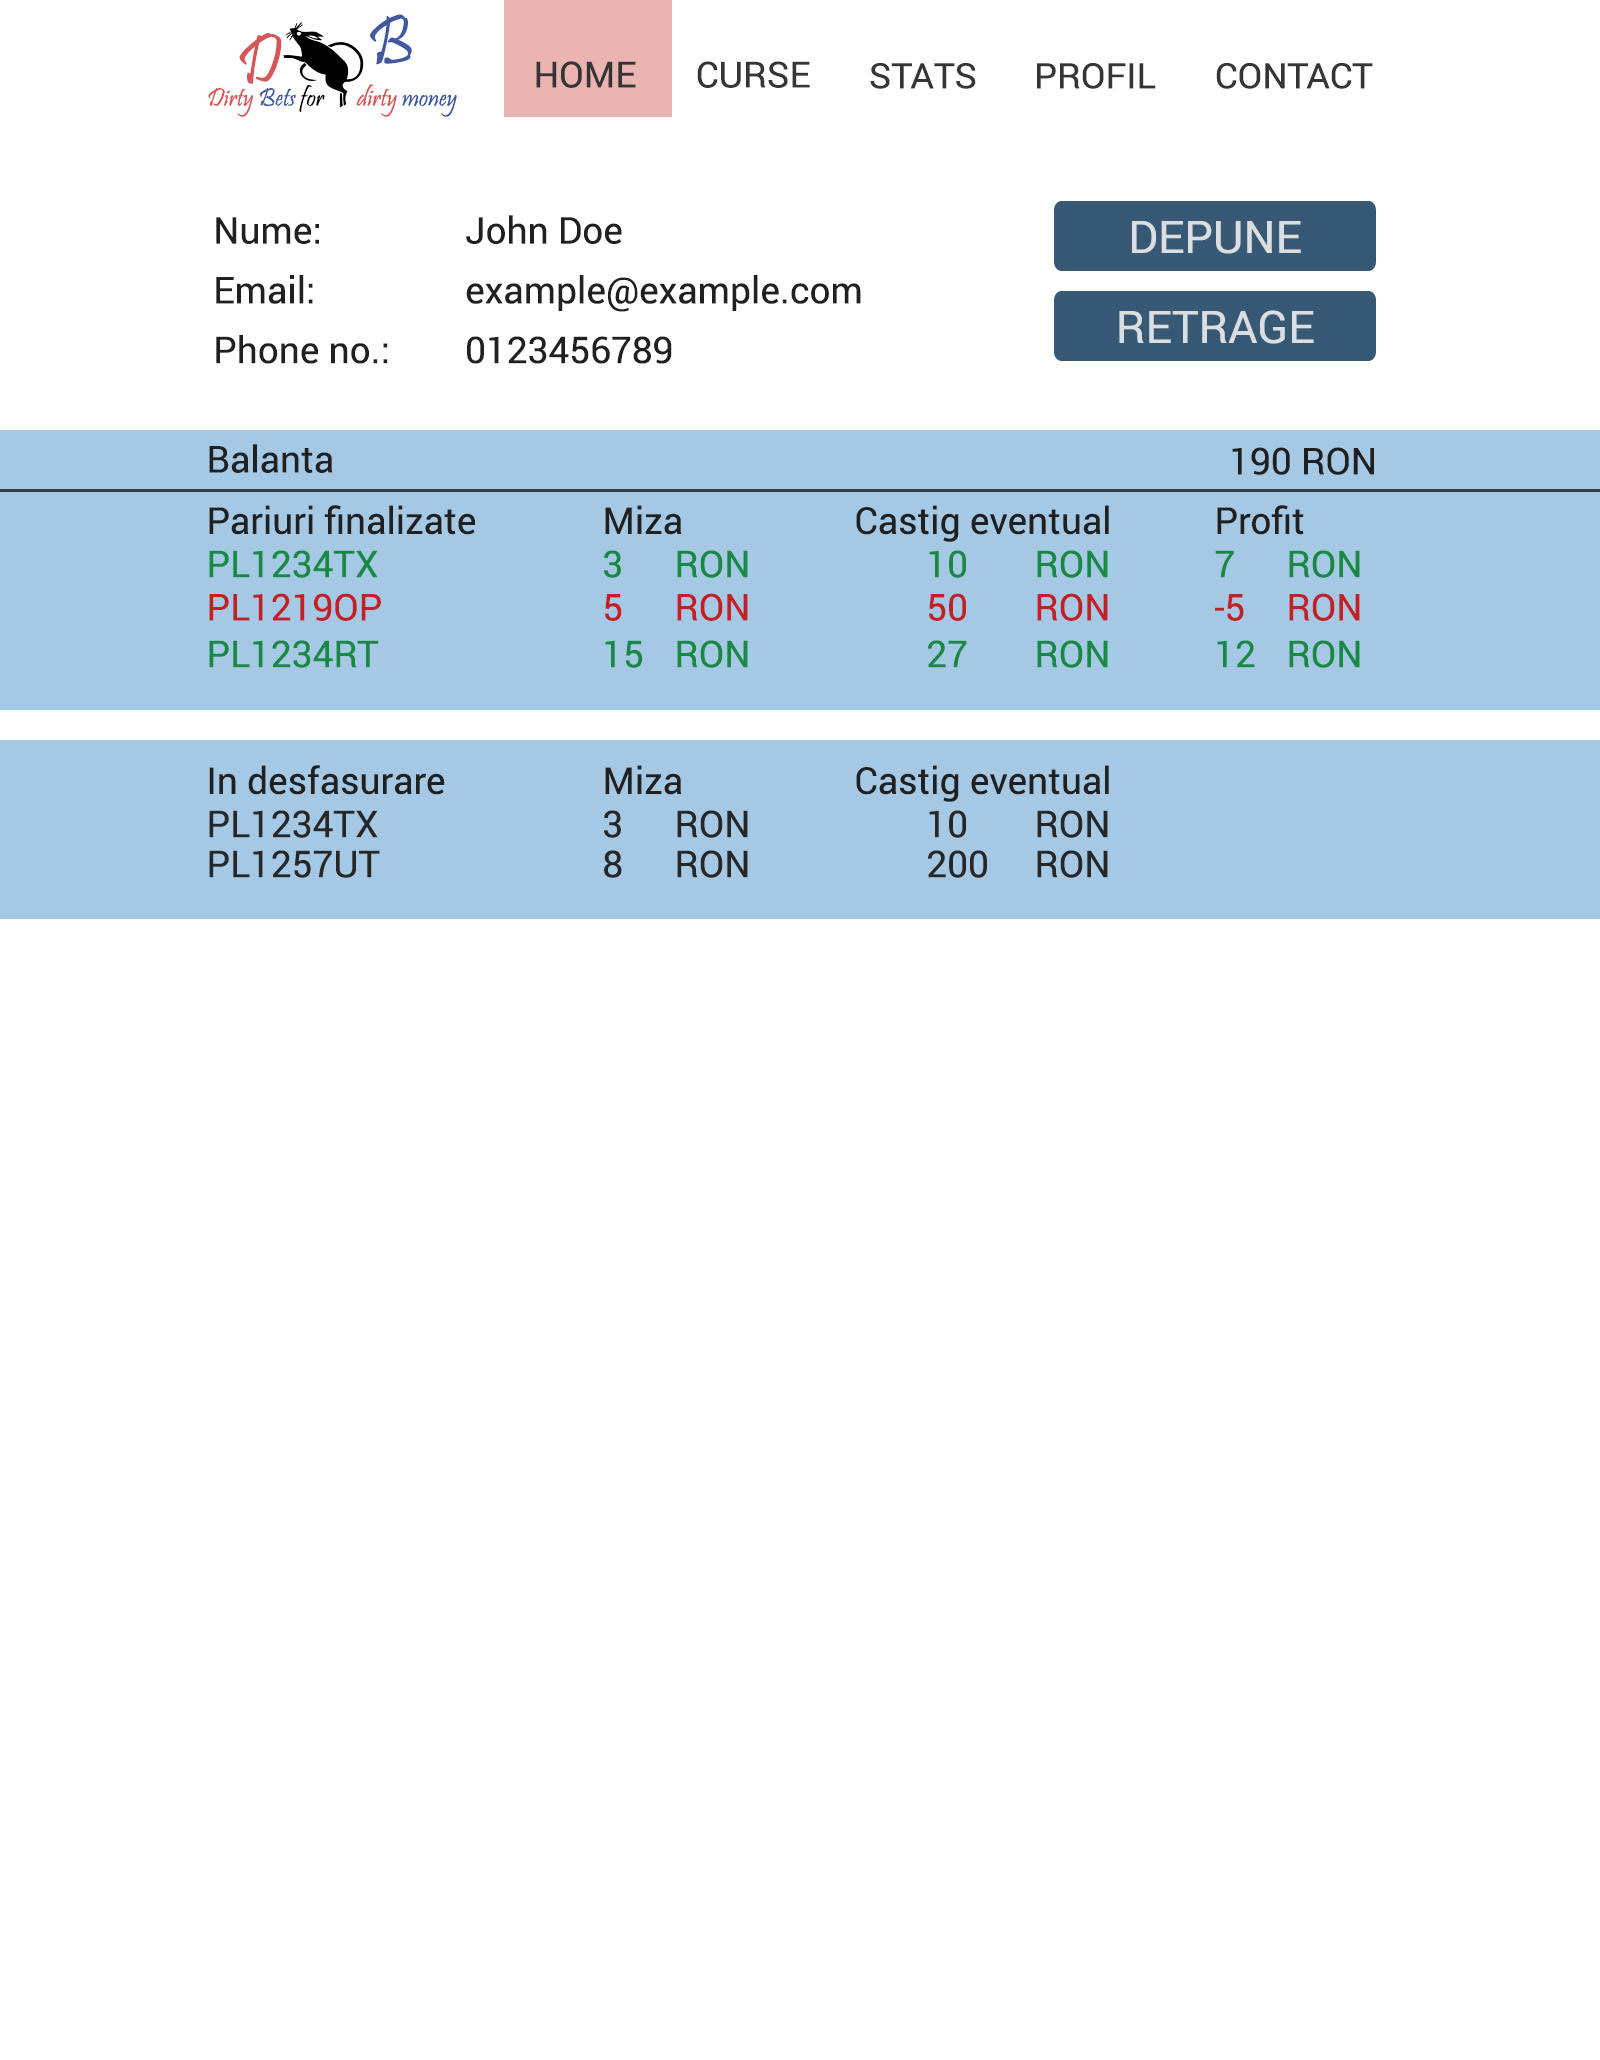 D B
Dirty Bets for dirty money
HOME CURSE STATS PROFIL CONTACT
Nume: John Doe
Email: example@example.com
Phone no.: 0123456789
DEPUNE
RETRAGE
Balanta 190 RON
Pariuri finalizate Miza Castig eventual Profit
PL1234TX 3 RON 10 RON 7 RON
PL1219OP 5 RON 50 RON -5 RON
PL1234RT 15 RON 27 RON 12 RON
In desfasurare Miza Castig eventual
PL1234TX 3 RON 10 RON
PL1257UT 8 RON 200 RON